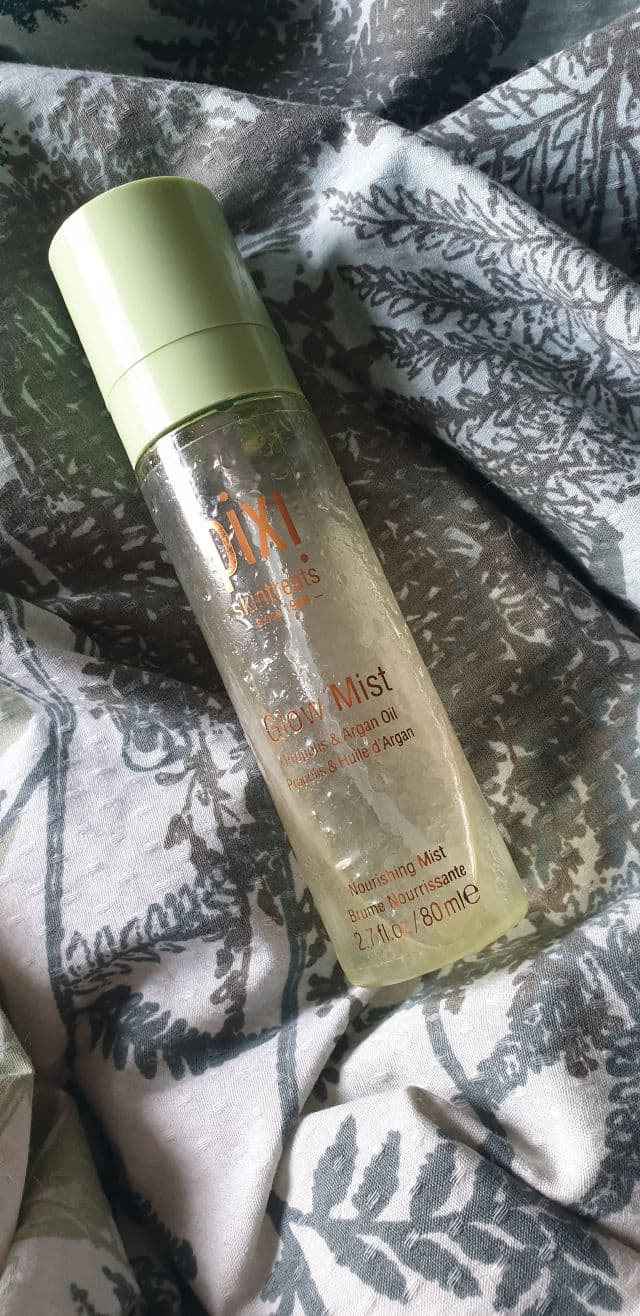 pixi
skintreats
Glow Mist
Propolis & Argan Oil
Propolis & Huile d'Argan
Nourishing Mist
Brume Nourrissante
2.7 fl.oz / 80 ml e